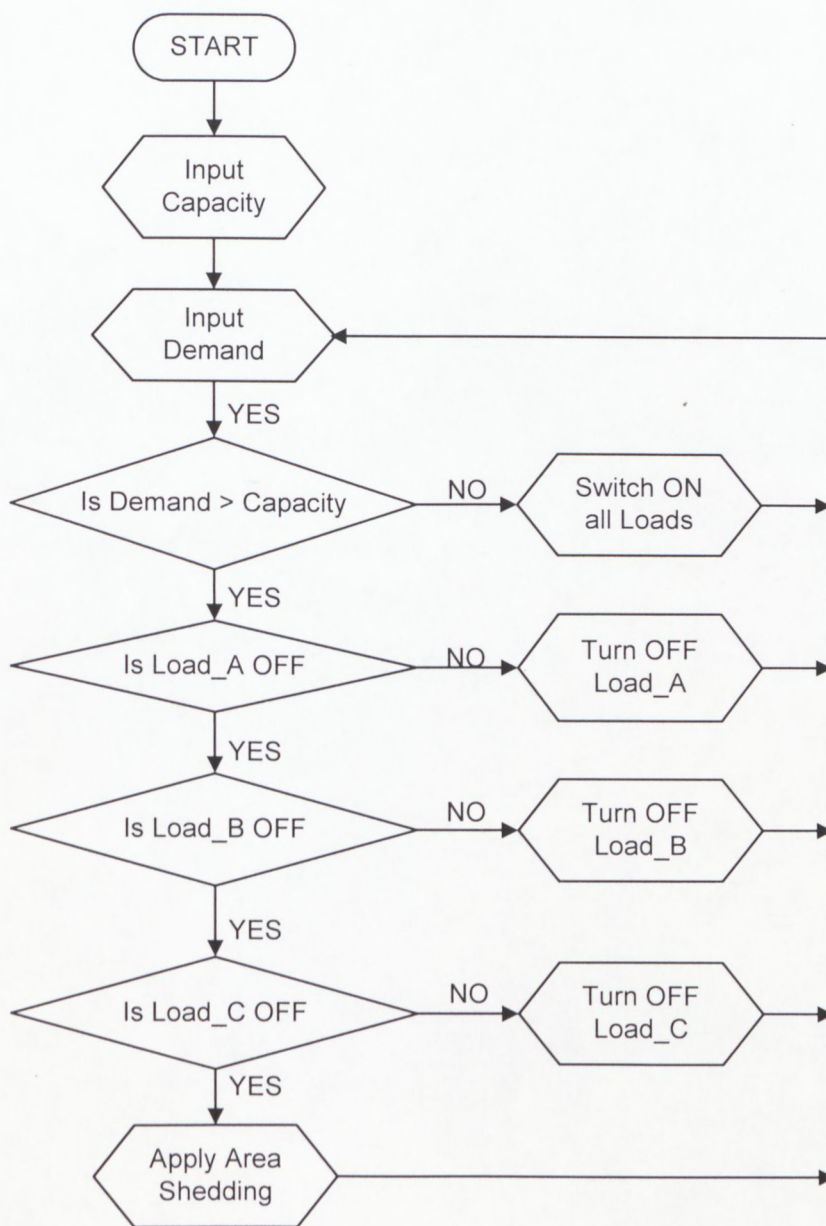 START
Input
Capacity
Input
Demand
YES
Is Demand > Capacity
NO
Switch ON
all Loads
YES
Is Load_A OFF
NO
Turn OFF
Load_A
YES
Is Load_B OFF
NO
Turn OFF
Load_B
YES
Is Load_C OFF
NO
Turn OFF
Load_C
YES
Apply Area
Shedding